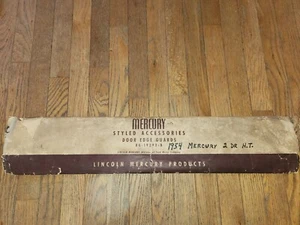 MERCURY
STYLED ACCESSORIES
DOOR EDGE GUARDS
1954 MERCURY 2 DR H.T.
LINCOLN MERCURY PRODUCTS